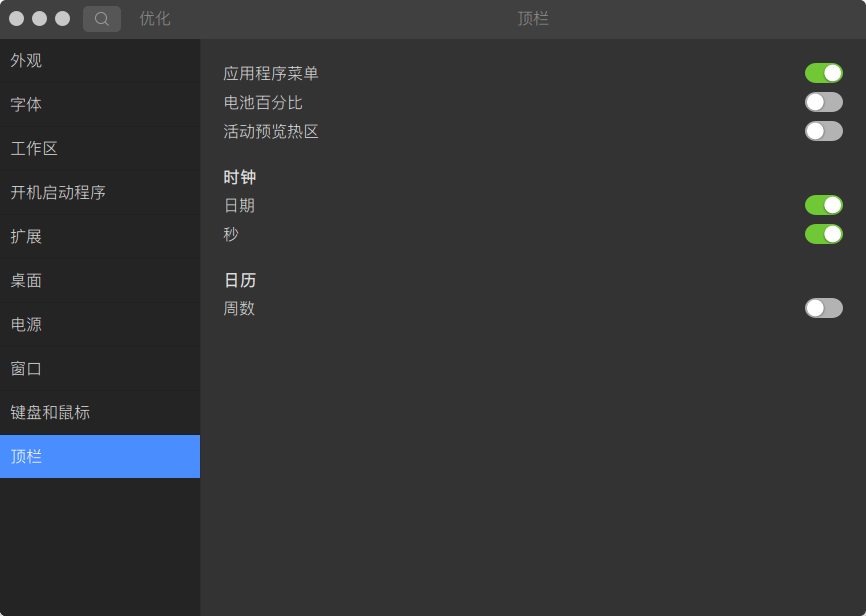 优化
顶栏
外观
字体
工作区
开机启动程序
扩展
桌面
电源
窗口
键盘和鼠标
顶栏
应用程序菜单
电池百分比
活动预览热区
时钟
日期
秒
日历
周数